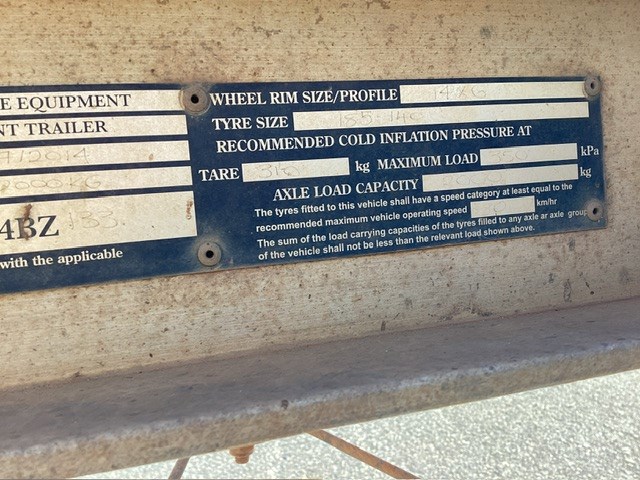 E EQUIPMENT
NT TRAILER
4BZ
with the applicable
WHEEL RIM SIZE/PROFILE 14X6
TYRE SIZE
RECOMMENDED COLD INFLATION PRESSURE AT
TARE kg MAXIMUM LOAD kPa
AXLE LOAD CAPACITY kg
The tyres fitted to this vehicle shall have a speed category at least equal to the
recommended maximum vehicle operating speed km/hr
The sum of the load carrying capacities of the tyres filled to any axle ar axle group
of the vehicle shall not be less than the relevant load shown above.